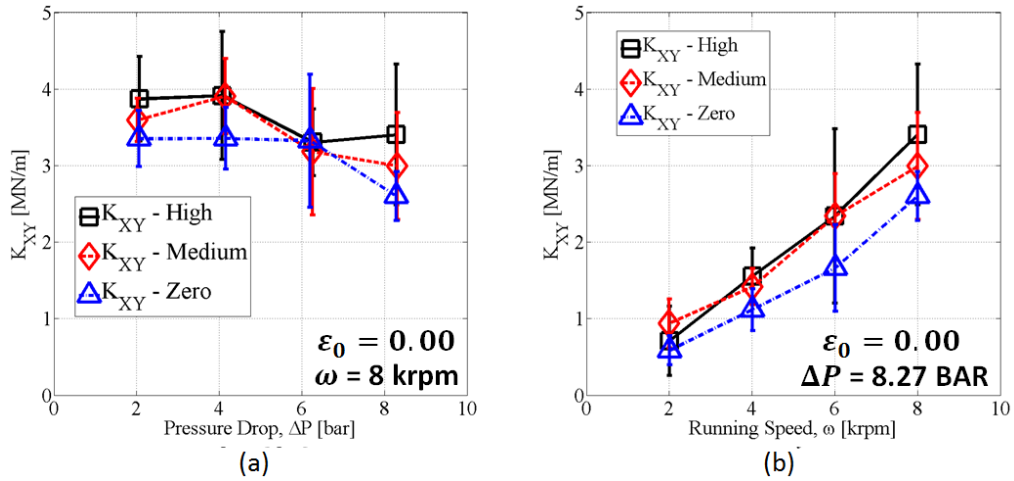 5
4
3
2
1
0
K_XY [MN/m]
K_XY - High
K_XY - Medium
K_XY - Zero
ε₀ = 0.00
ω = 8 krpm
0 2 4 6 8 10
Pressure Drop, ΔP [bar]
(a)
5
4
3
2
1
0
K_XY [MN/m]
K_XY - High
K_XY - Medium
K_XY - Zero
ε₀ = 0.00
ΔP = 8.27 BAR
0 2 4 6 8 10
Running Speed, ω [krpm]
(b)